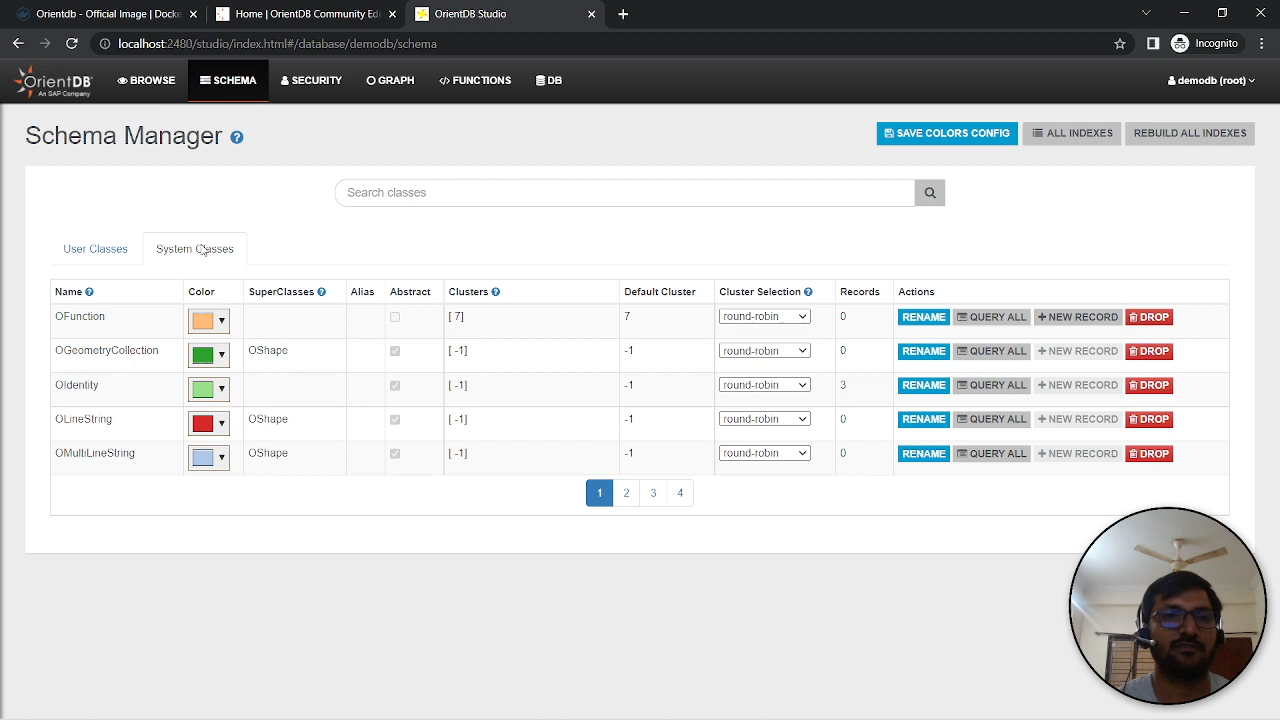 Orientdb - Official Image | Docke
Home | OrientDB Community Edi
OrientDB Studio
localhost:2480/studio/index.html#/database/demodb/schema
Incognito
OrientDB
An SAP Company
BROWSE
SCHEMA
SECURITY
GRAPH
FUNCTIONS
DB
demodb (root)
Schema Manager
SAVE COLORS CONFIG
ALL INDEXES
REBUILD ALL INDEXES
Search classes
User Classes
System Classes
Name Color SuperClasses Alias Abstract Clusters Default Cluster Cluster Selection Records Actions
OFunction [ 7] 7 round-robin 0 RENAME QUERY ALL + NEW RECORD DROP
OGeometryCollection OShape [ -1] -1 round-robin 0 RENAME QUERY ALL + NEW RECORD DROP
OIdentity [ -1] -1 round-robin 3 RENAME QUERY ALL + NEW RECORD DROP
OLineString OShape [ -1] -1 round-robin 0 RENAME QUERY ALL + NEW RECORD DROP
OMultiLineString OShape [ -1] -1 round-robin 0 RENAME QUERY ALL + NEW RECORD DROP
1 2 3 4